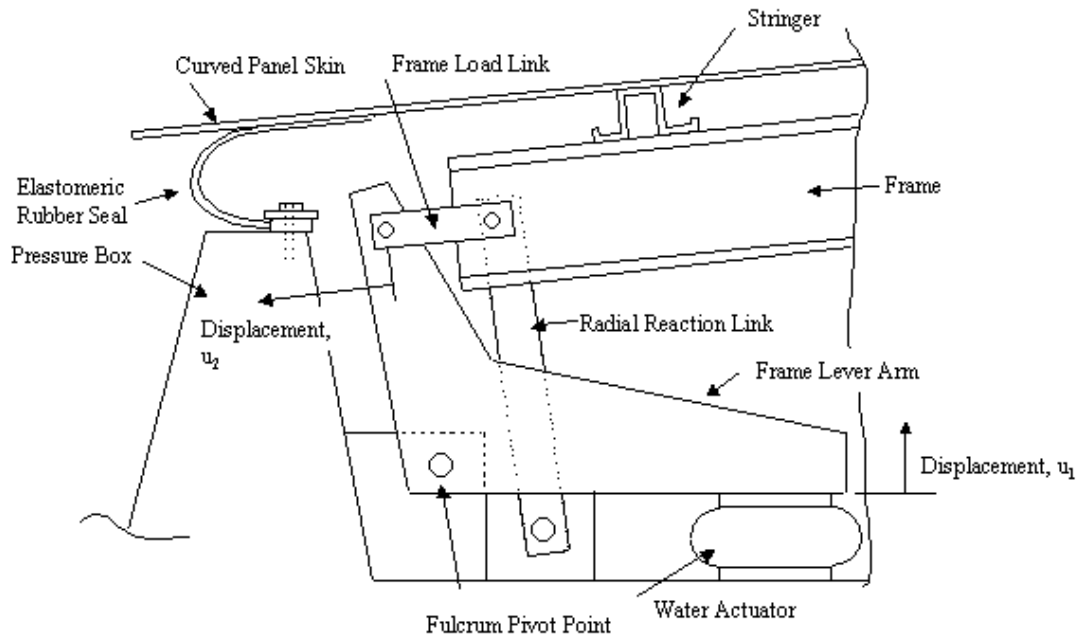 Stringer
Curved Panel Skin
Frame Load Link
Elastomeric
Rubber Seal
Frame
Pressure Box
Displacement,
u2
Radial Reaction Link
Frame Lever Arm
Displacement, u1
Fulcrum Pivot Point
Water Actuator